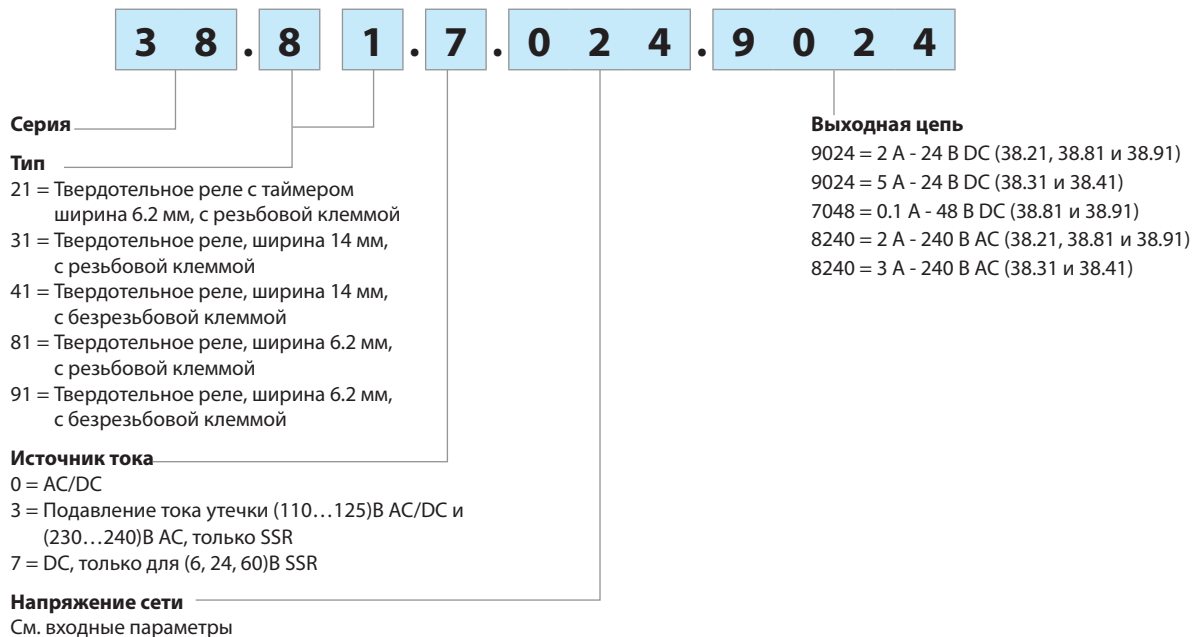 3 8 . 8 1 . 7 . 0 2 4 . 9 0 2 4
Серия
Тип
21 = Твердотельное реле с таймером
ширина 6.2 мм, с резьбовой клеммой
31 = Твердотельное реле, ширина 14 мм,
с резьбовой клеммой
41 = Твердотельное реле, ширина 14 мм,
с безрезьбовой клеммой
81 = Твердотельное реле, ширина 6.2 мм,
с резьбовой клеммой
91 = Твердотельное реле, ширина 6.2 мм,
с безрезьбовой клеммой
Источник тока
0 = AC/DC
3 = Подавление тока утечки (110…125)В AC/DC и
(230…240)В AC, только SSR
7 = DC, только для (6, 24, 60)В SSR
Напряжение сети
См. входные параметры
Выходная цепь
9024 = 2 A - 24 В DC (38.21, 38.81 и 38.91)
9024 = 5 A - 24 В DC (38.31 и 38.41)
7048 = 0.1 A - 48 В DC (38.81 и 38.91)
8240 = 2 A - 240 В AC (38.21, 38.81 и 38.91)
8240 = 3 A - 240 В AC (38.31 и 38.41)